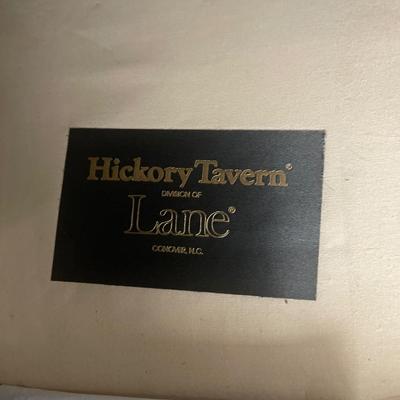 Hickory Tavern®
DIVISION OF
Lane®
CONOVER, N.C.